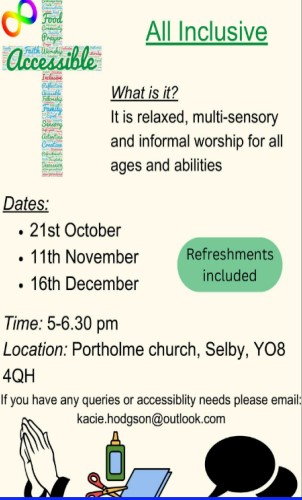 All Inclusive
Food
Prayer
Faith Worship
Accessible
Inclusive
Family
Sensory
Creative
What is it?
It is relaxed, multi-sensory
and informal worship for all
ages and abilities
Dates:
• 21st October
• 11th November
• 16th December
Refreshments
included
Time: 5-6.30 pm
Location: Portholme church, Selby, YO8
4QH
If you have any queries or accessiblity needs please email:
kacie.hodgson@outlook.com